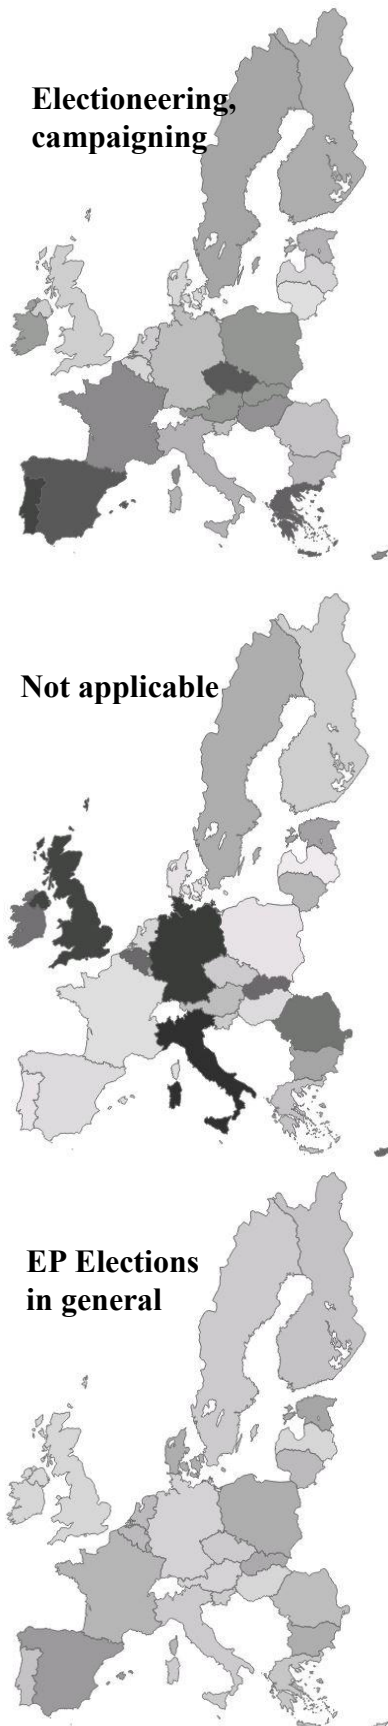 Electioneering,
campaigning
Not applicable
EP Elections
in general